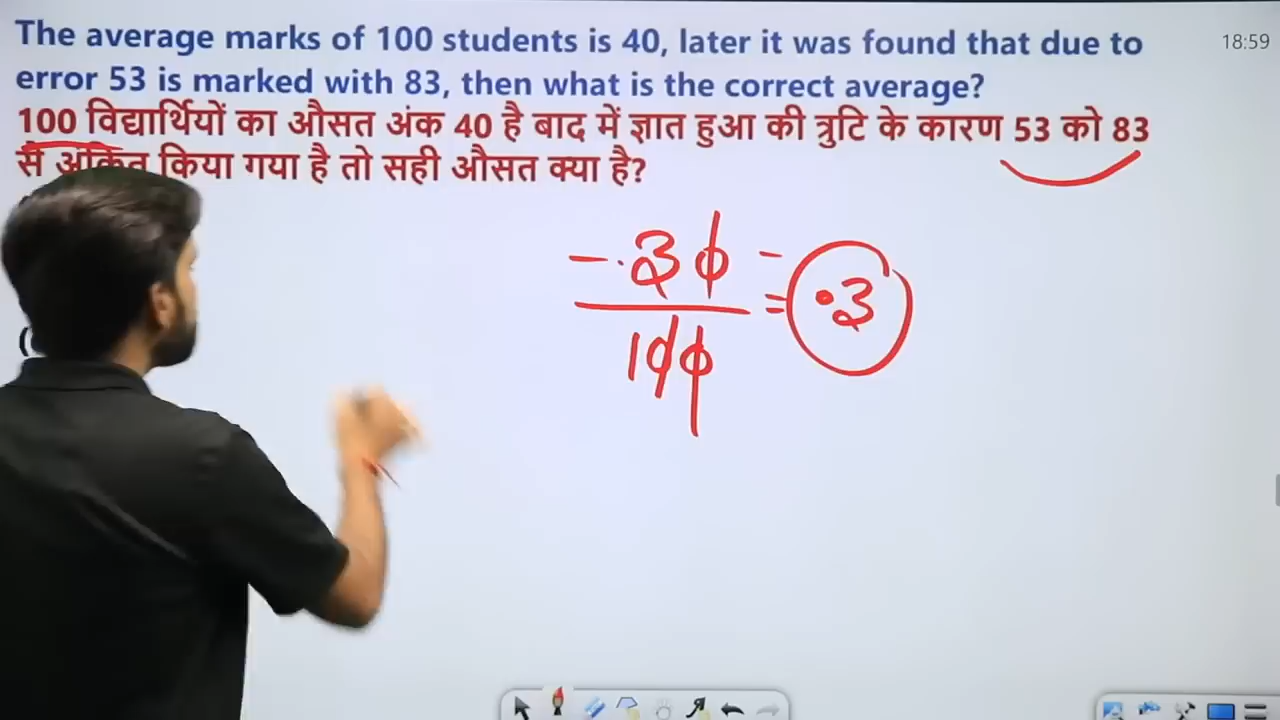 The average marks of 100 students is 40, later it was found that due to
error 53 is marked with 83, then what is the correct average?
100 विद्यार्थियों का औसत अंक 40 है बाद में ज्ञात हुआ की त्रुटि के कारण 53 को 83
से अंकित किया गया है तो सही औसत क्या है?
18:59
-.30 -
100
= .3
(